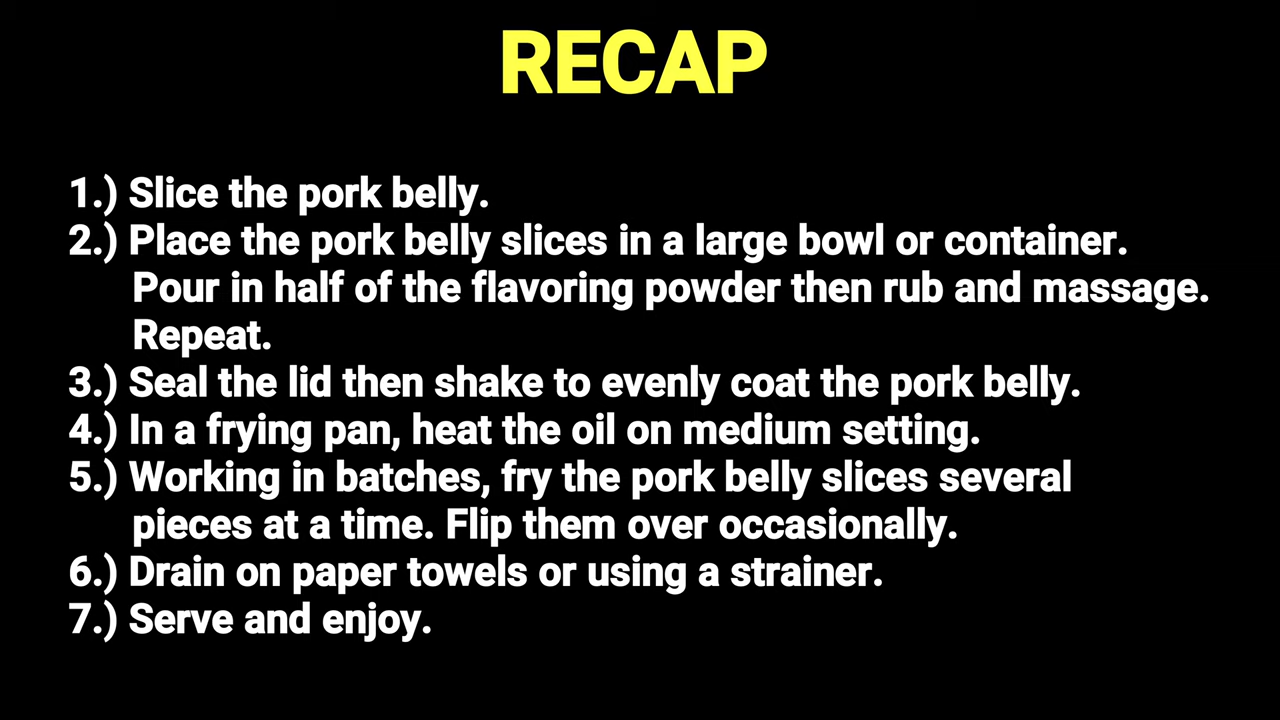 RECAP
1.) Slice the pork belly.
2.) Place the pork belly slices in a large bowl or container.
Pour in half of the flavoring powder then rub and massage.
Repeat.
3.) Seal the lid then shake to evenly coat the pork belly.
4.) In a frying pan, heat the oil on medium setting.
5.) Working in batches, fry the pork belly slices several
pieces at a time. Flip them over occasionally.
6.) Drain on paper towels or using a strainer.
7.) Serve and enjoy.